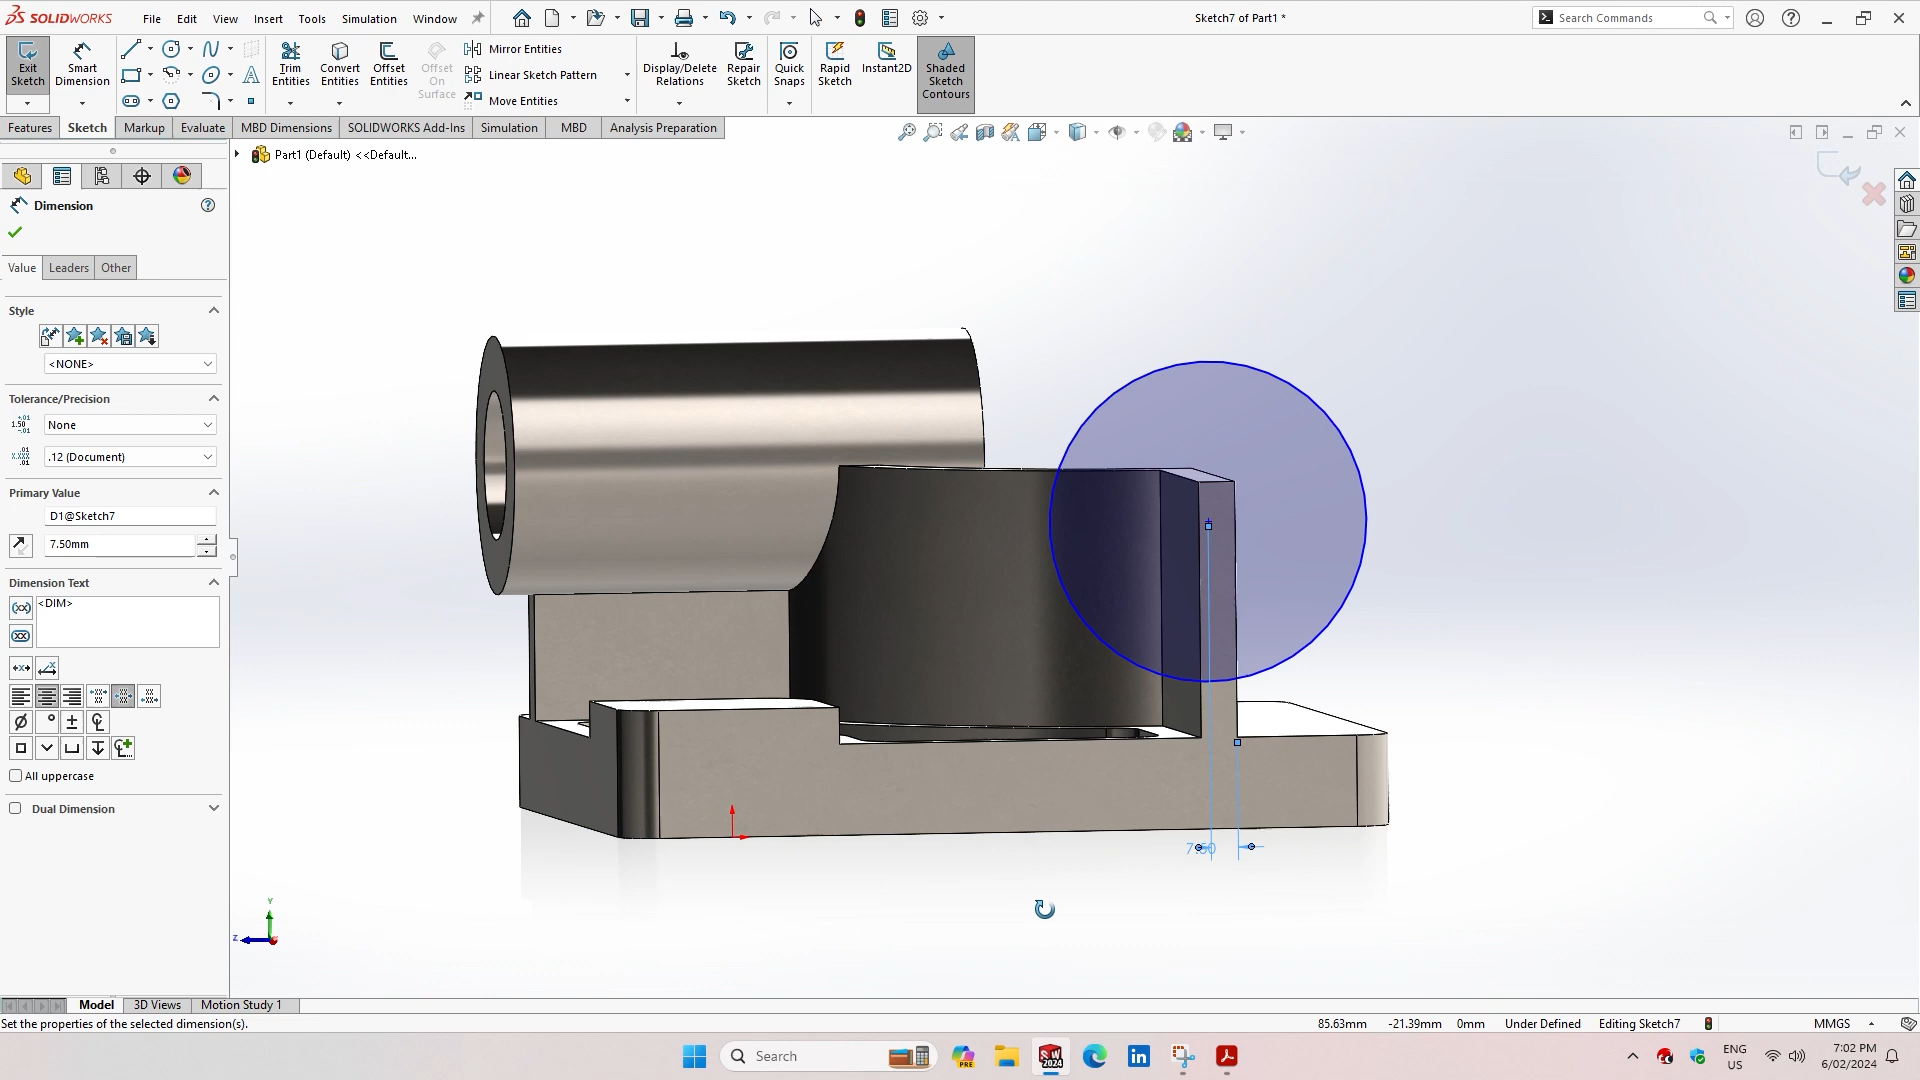 SOLIDWORKS
File Edit View Insert Tools Simulation Window
Sketch7 of Part1 *
Search Commands
Exit Sketch
Smart Dimension
Trim Entities
Convert Entities
Offset Entities
Offset On Surface
Mirror Entities
Linear Sketch Pattern
Move Entities
Display/Delete Relations
Repair Sketch
Quick Snaps
Rapid Sketch
Instant2D
Shaded Sketch Contours
Features Sketch Markup Evaluate MBD Dimensions SOLIDWORKS Add-Ins Simulation MBD Analysis Preparation
Part1 (Default) <<Default...
Dimension
Value Leaders Other
Style
<NONE>
Tolerance/Precision
None
.12 (Document)
Primary Value
D1@Sketch7
7.50mm
Dimension Text
<DIM>
All uppercase
Dual Dimension
7.50
Y
Z
Model 3D Views Motion Study 1
Set the properties of the selected dimension(s).
85.63mm -21.39mm 0mm Under Defined Editing Sketch7 MMGS
Search
PRE
SW
2024
in
ENG
US
7:02 PM
6/02/2024